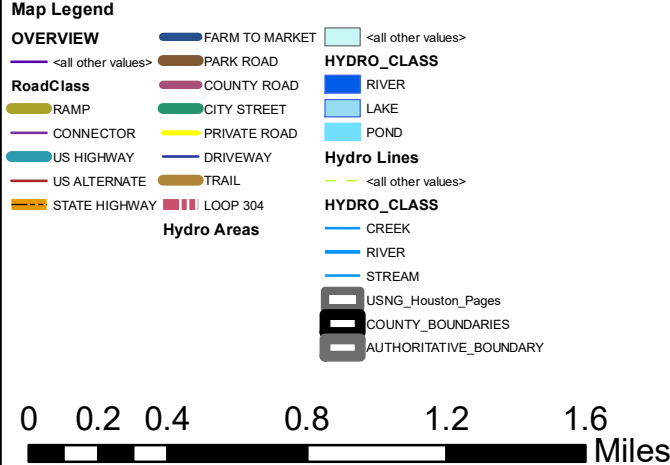 Map Legend
OVERVIEW
<all other values>
RoadClass
RAMP
CONNECTOR
US HIGHWAY
US ALTERNATE
STATE HIGHWAY
FARM TO MARKET
PARK ROAD
COUNTY ROAD
CITY STREET
PRIVATE ROAD
DRIVEWAY
TRAIL
LOOP 304
Hydro Areas
<all other values>
HYDRO_CLASS
RIVER
LAKE
POND
Hydro Lines
<all other values>
HYDRO_CLASS
CREEK
RIVER
STREAM
USNG_Houston_Pages
COUNTY_BOUNDARIES
AUTHORITATIVE_BOUNDARY
0 0.2 0.4 0.8 1.2 1.6
Miles